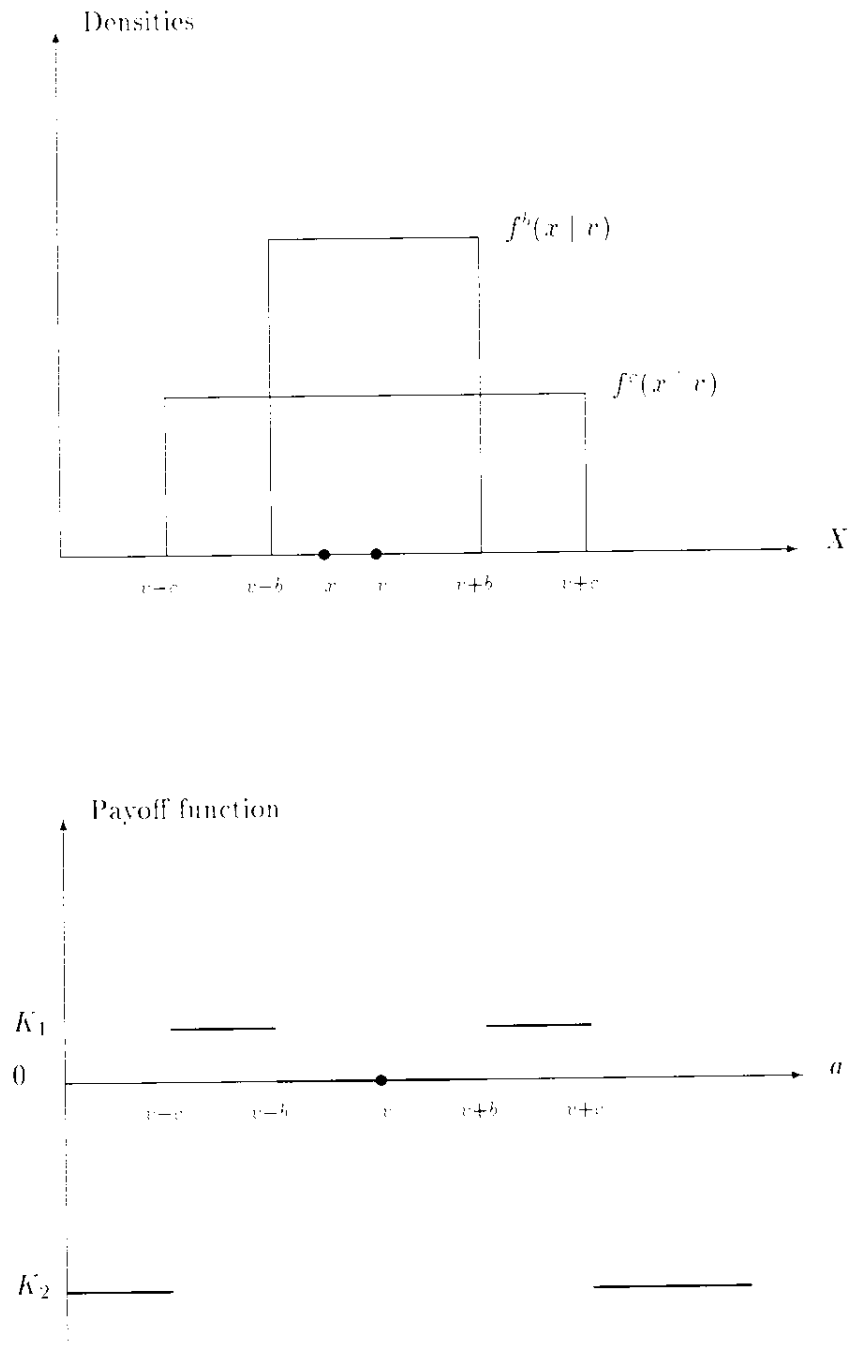 Densities
f^b(x | v)
f^c(x | v)
X
v−c v−b x v v+b v+c
Payoff function
K_1
0
a
v−c v−b v v+b v+c
K_2